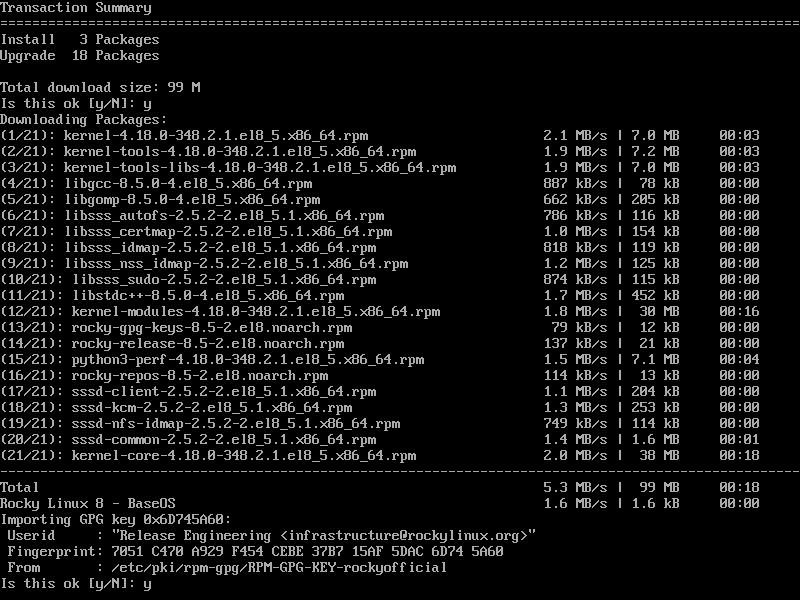 Transaction Summary
================================================================================
Install   3 Packages
Upgrade  18 Packages

Total download size: 99 M
Is this ok [y/N]: y
Downloading Packages:
(1/21): kernel-4.18.0-348.2.1.el8_5.x86_64.rpm                      2.1 MB/s | 7.0 MB     00:03
(2/21): kernel-tools-4.18.0-348.2.1.el8_5.x86_64.rpm                1.9 MB/s | 7.2 MB     00:03
(3/21): kernel-tools-libs-4.18.0-348.2.1.el8_5.x86_64.rpm           1.9 MB/s | 7.0 MB     00:03
(4/21): libgcc-8.5.0-4.el8_5.x86_64.rpm                             887 kB/s |  78 kB     00:00
(5/21): libgomp-8.5.0-4.el8_5.x86_64.rpm                            662 kB/s | 205 kB     00:00
(6/21): libsss_autofs-2.5.2-2.el8_5.1.x86_64.rpm                    786 kB/s | 116 kB     00:00
(7/21): libsss_certmap-2.5.2-2.el8_5.1.x86_64.rpm                   1.0 MB/s | 154 kB     00:00
(8/21): libsss_idmap-2.5.2-2.el8_5.1.x86_64.rpm                     818 kB/s | 119 kB     00:00
(9/21): libsss_nss_idmap-2.5.2-2.el8_5.1.x86_64.rpm                 1.2 MB/s | 125 kB     00:00
(10/21): libsss_sudo-2.5.2-2.el8_5.1.x86_64.rpm                     874 kB/s | 115 kB     00:00
(11/21): libstdc++-8.5.0-4.el8_5.x86_64.rpm                         1.7 MB/s | 452 kB     00:00
(12/21): kernel-modules-4.18.0-348.2.1.el8_5.x86_64.rpm             1.8 MB/s |  30 MB     00:16
(13/21): rocky-gpg-keys-8.5-2.el8.noarch.rpm                         79 kB/s |  12 kB     00:00
(14/21): rocky-release-8.5-2.el8.noarch.rpm                         137 kB/s |  21 kB     00:00
(15/21): python3-perf-4.18.0-348.2.1.el8_5.x86_64.rpm               1.5 MB/s | 7.1 MB     00:04
(16/21): rocky-repos-8.5-2.el8.noarch.rpm                           114 kB/s |  13 kB     00:00
(17/21): sssd-client-2.5.2-2.el8_5.1.x86_64.rpm                     1.1 MB/s | 204 kB     00:00
(18/21): sssd-kcm-2.5.2-2.el8_5.1.x86_64.rpm                        1.3 MB/s | 253 kB     00:00
(19/21): sssd-nfs-idmap-2.5.2-2.el8_5.1.x86_64.rpm                  749 kB/s | 114 kB     00:00
(20/21): sssd-common-2.5.2-2.el8_5.1.x86_64.rpm                     1.4 MB/s | 1.6 MB     00:01
(21/21): kernel-core-4.18.0-348.2.1.el8_5.x86_64.rpm                2.0 MB/s |  38 MB     00:18
--------------------------------------------------------------------------------
Total                                                               5.3 MB/s |  99 MB     00:18
Rocky Linux 8 - BaseOS                                              1.6 MB/s | 1.6 kB     00:00
Importing GPG key 0x6D745A60:
 Userid     : "Release Engineering <infrastructure@rockylinux.org>"
 Fingerprint: 7051 C470 A929 F454 CEBE 37B7 15AF 5DAC 6D74 5A60
 From       : /etc/pki/rpm-gpg/RPM-GPG-KEY-rockyofficial
Is this ok [y/N]: y